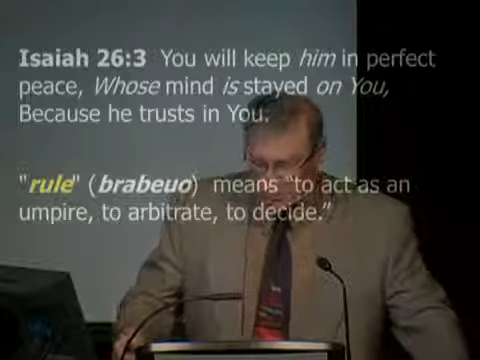 Isaiah 26:3 You will keep him in perfect
peace, Whose mind is stayed on You,
Because he trusts in You.
"rule" (brabeuo) means “to act as an
umpire, to arbitrate, to decide.”